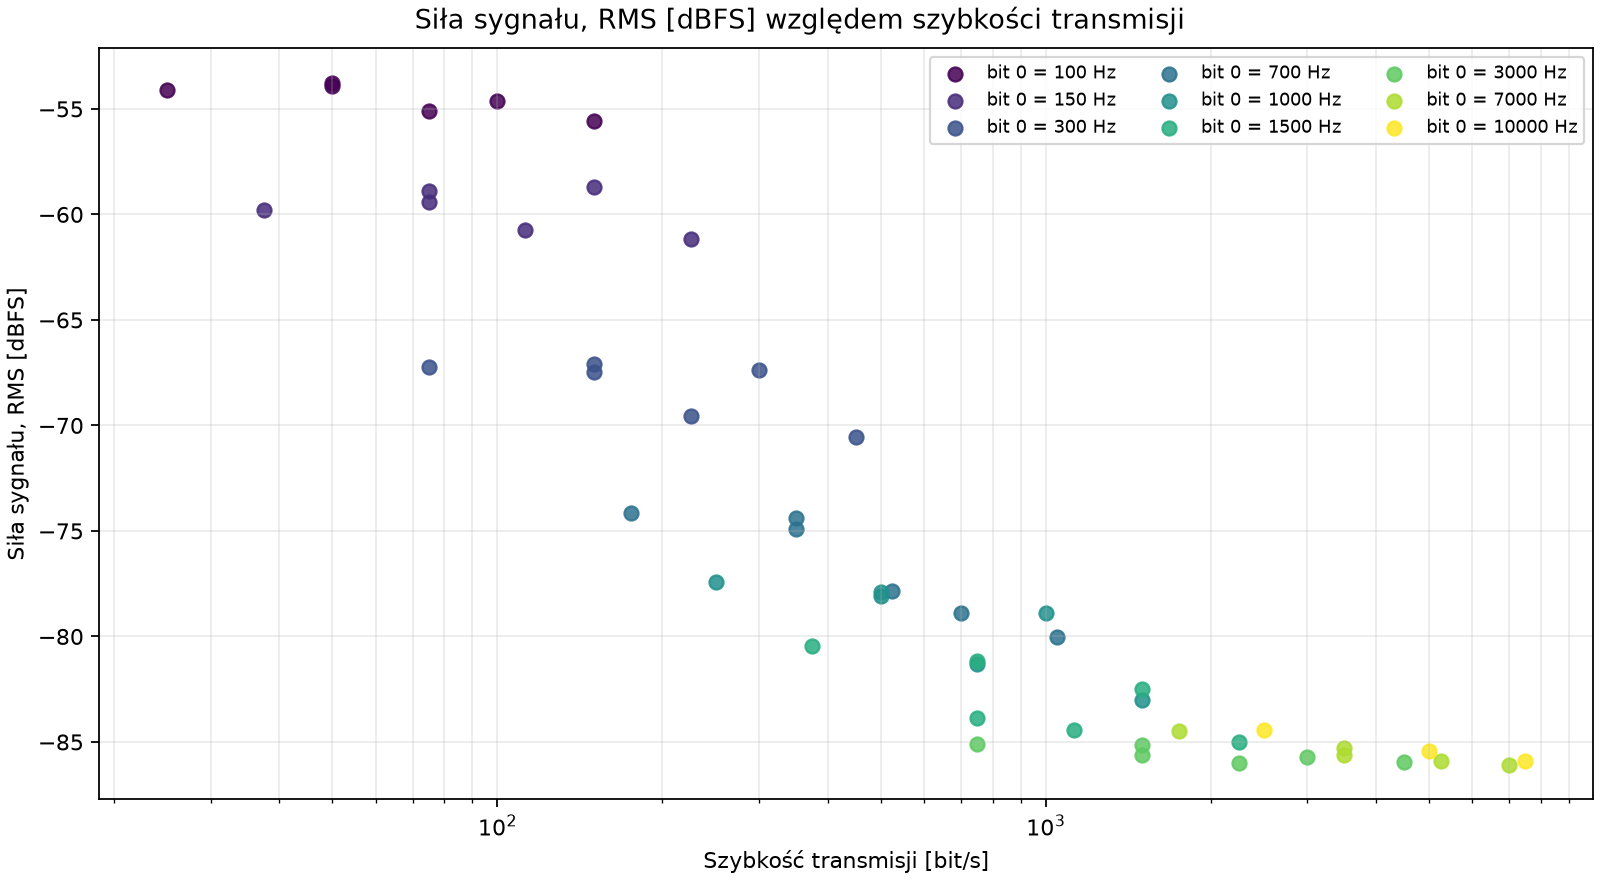 Siła sygnału, RMS [dBFS] względem szybkości transmisji
bit 0 = 100 Hz
bit 0 = 150 Hz
bit 0 = 300 Hz
bit 0 = 700 Hz
bit 0 = 1000 Hz
bit 0 = 1500 Hz
bit 0 = 3000 Hz
bit 0 = 7000 Hz
bit 0 = 10000 Hz
Siła sygnału, RMS [dBFS]
−55
−60
−65
−70
−75
−80
−85
10²
10³
Szybkość transmisji [bit/s]